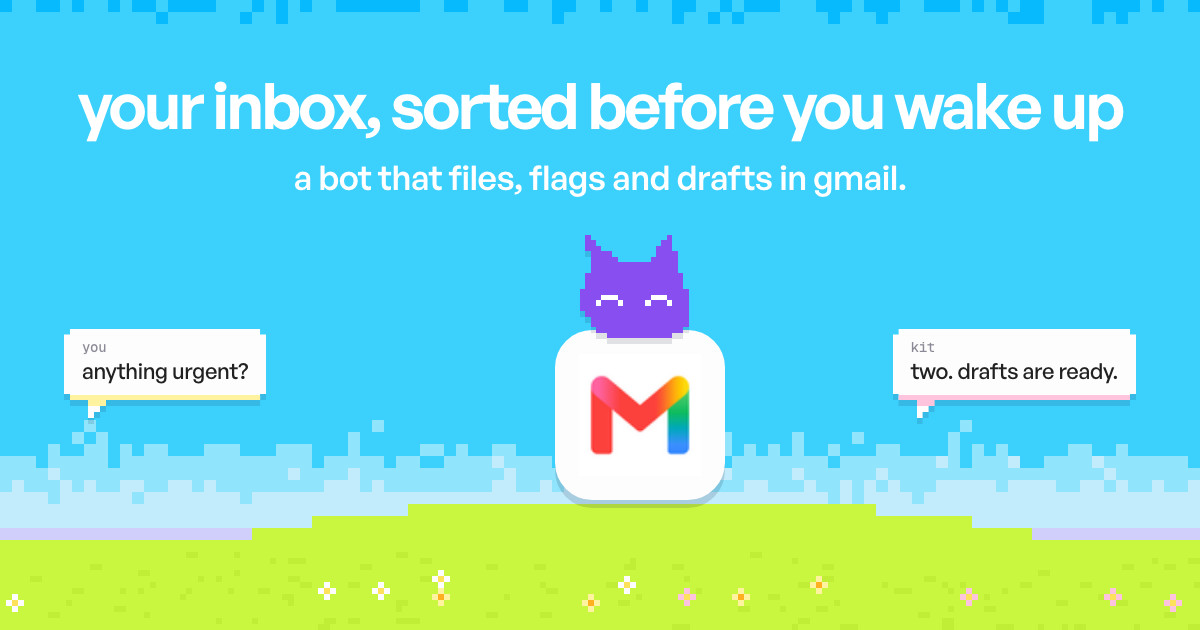 your inbox, sorted before you wake up
a bot that files, flags and drafts in gmail.
you
anything urgent?
kit
two. drafts are ready.